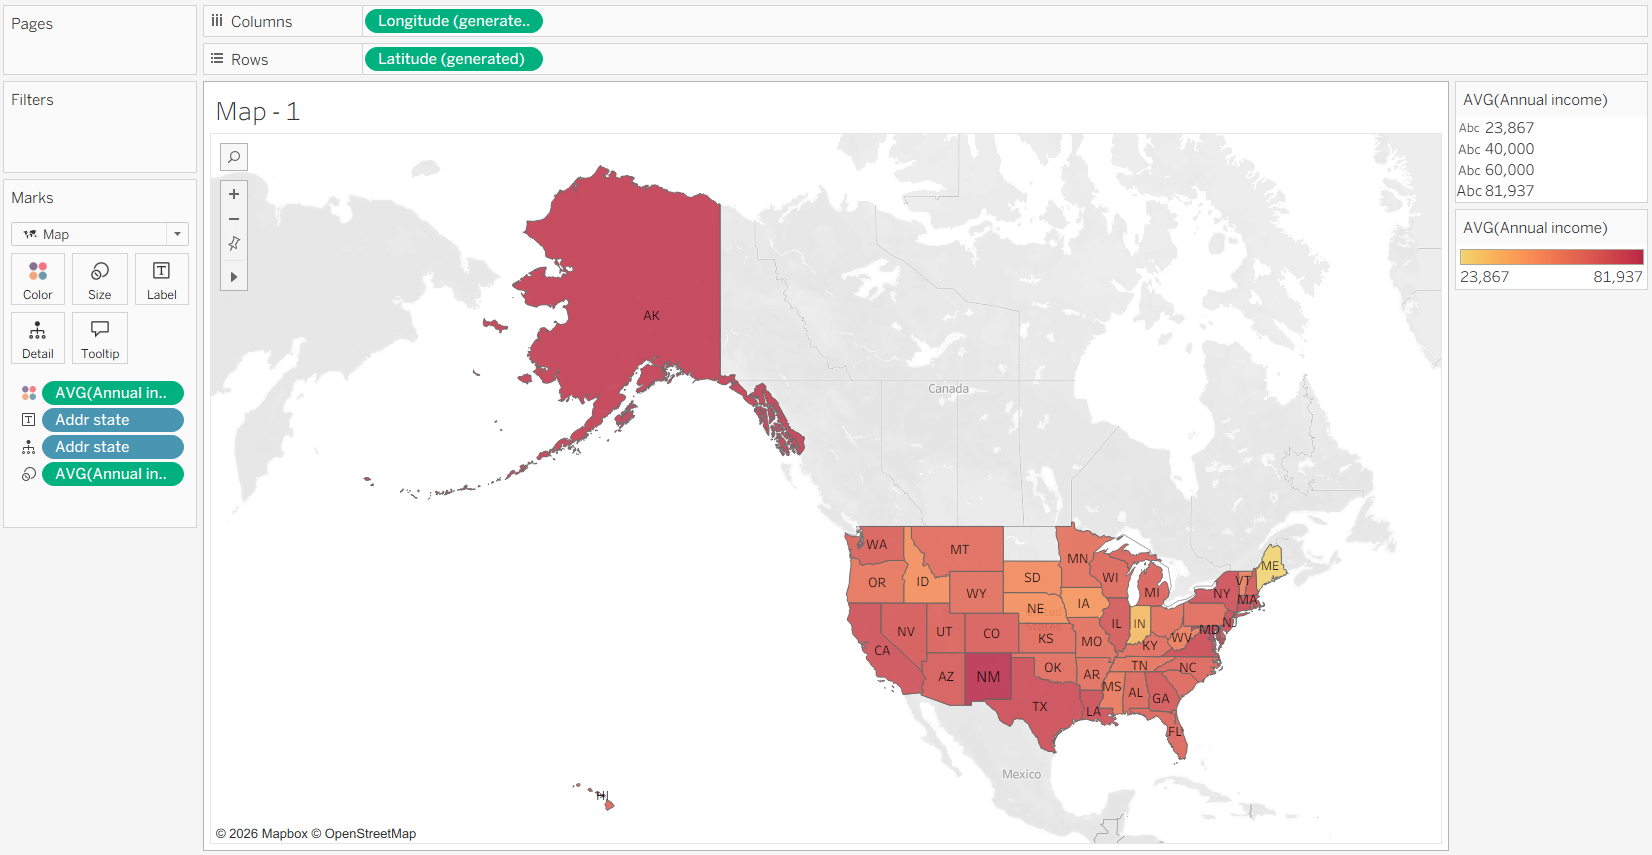 Pages
Columns
Longitude (generate..
Rows
Latitude (generated)
Filters
Marks
Map
Color
Size
Label
Detail
Tooltip
AVG(Annual in..
Addr state
Addr state
AVG(Annual in..
Map - 1
AK
Canada
WA
MT
MN
ME
OR
ID
SD
WI
VT
WY
MI
NY
MA
NE
IA
United
States
NV
UT
CO
KS
IL
IN
NJ
MD
CA
MO
KY
WV
AZ
NM
OK
AR
TN
NC
TX
MS
AL
GA
LA
FL
Mexico
HI
© 2026 Mapbox © OpenStreetMap
AVG(Annual income)
Abc 23,867
Abc 40,000
Abc 60,000
Abc 81,937
AVG(Annual income)
23,867 81,937